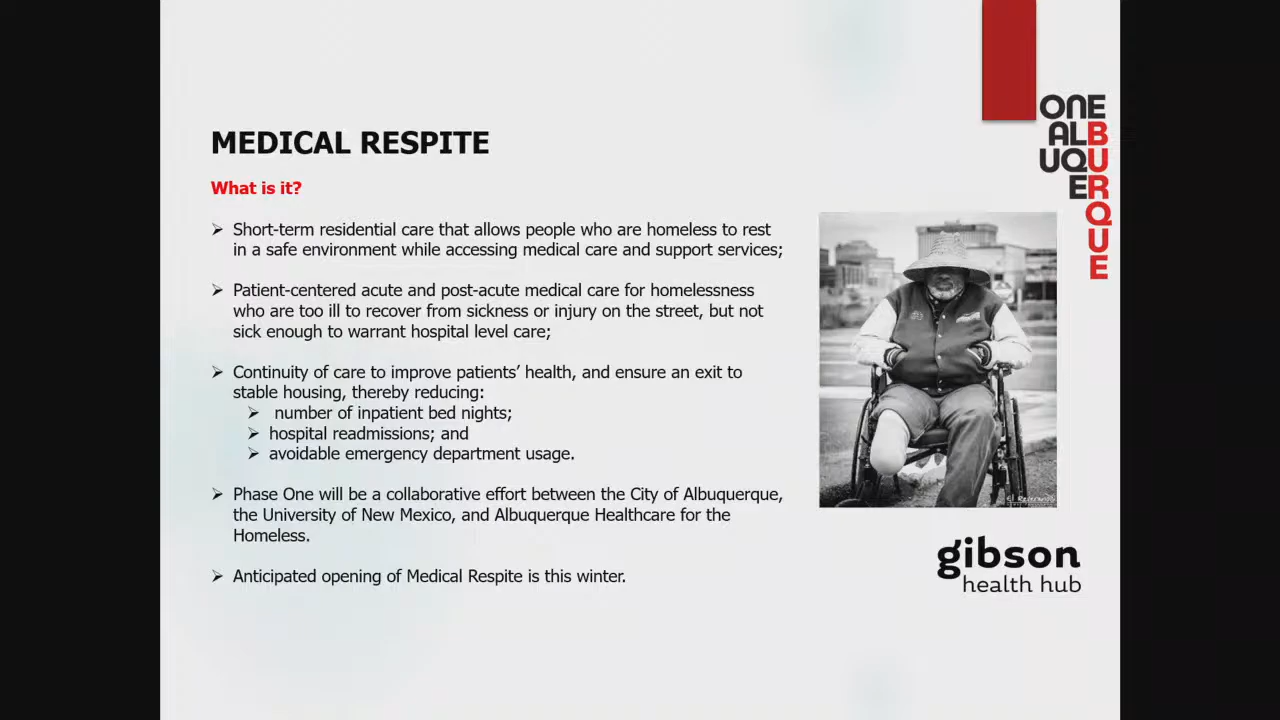 MEDICAL RESPITE
What is it?
➢ Short-term residential care that allows people who are homeless to rest
in a safe environment while accessing medical care and support services;
➢ Patient-centered acute and post-acute medical care for homelessness
who are too ill to recover from sickness or injury on the street, but not
sick enough to warrant hospital level care;
➢ Continuity of care to improve patients’ health, and ensure an exit to
stable housing, thereby reducing:
➢ number of inpatient bed nights;
➢ hospital readmissions; and
➢ avoidable emergency department usage.
➢ Phase One will be a collaborative effort between the City of Albuquerque,
the University of New Mexico, and Albuquerque Healthcare for the
Homeless.
➢ Anticipated opening of Medical Respite is this winter.
ONE
ALB
UQU
ER
Q
U
E
gibson
health hub